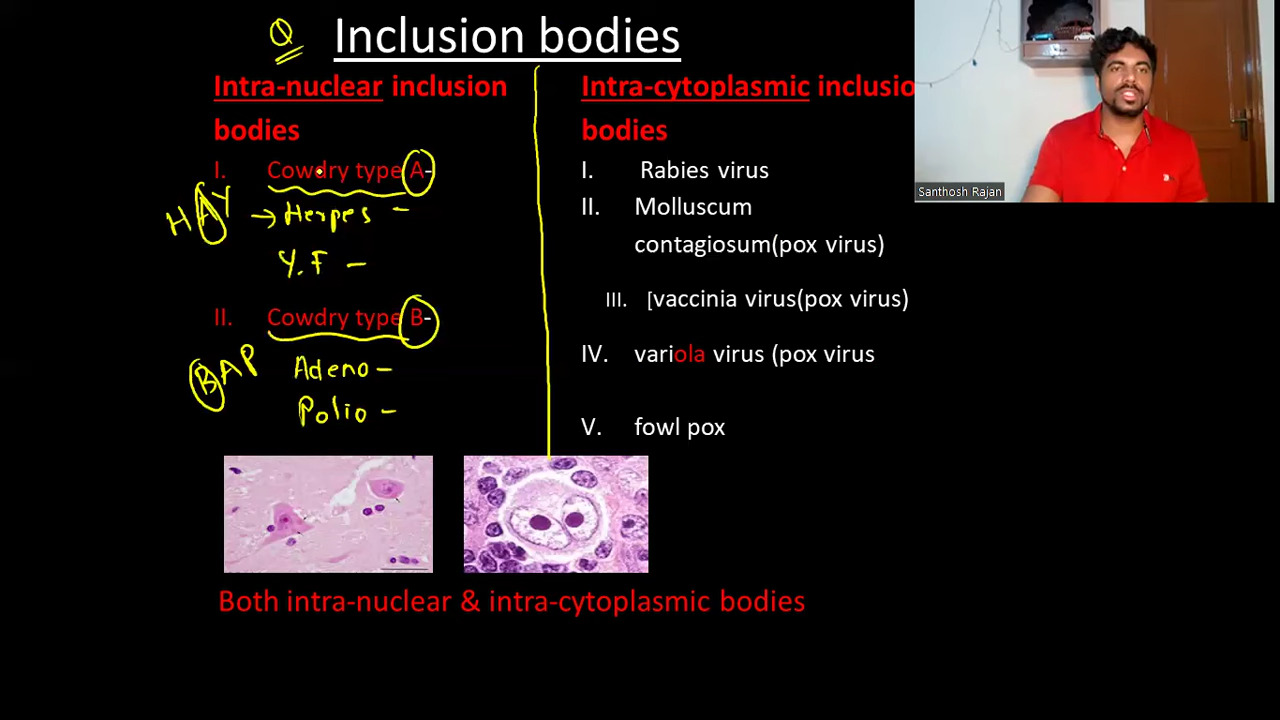 Q Inclusion bodies
Intra-nuclear inclusion
bodies
I. Cowdry type A-
HAY
→ Herpes -
Y.F -
II. Cowdry type B-
BAP
Adeno -
Polio -
Intra-cytoplasmic inclusio
bodies
I. Rabies virus
II. Molluscum
contagiosum(pox virus)
III. [vaccinia virus(pox virus)
IV. variola virus (pox virus
V. fowl pox
Both intra-nuclear & intra-cytoplasmic bodies
Santhosh Rajan